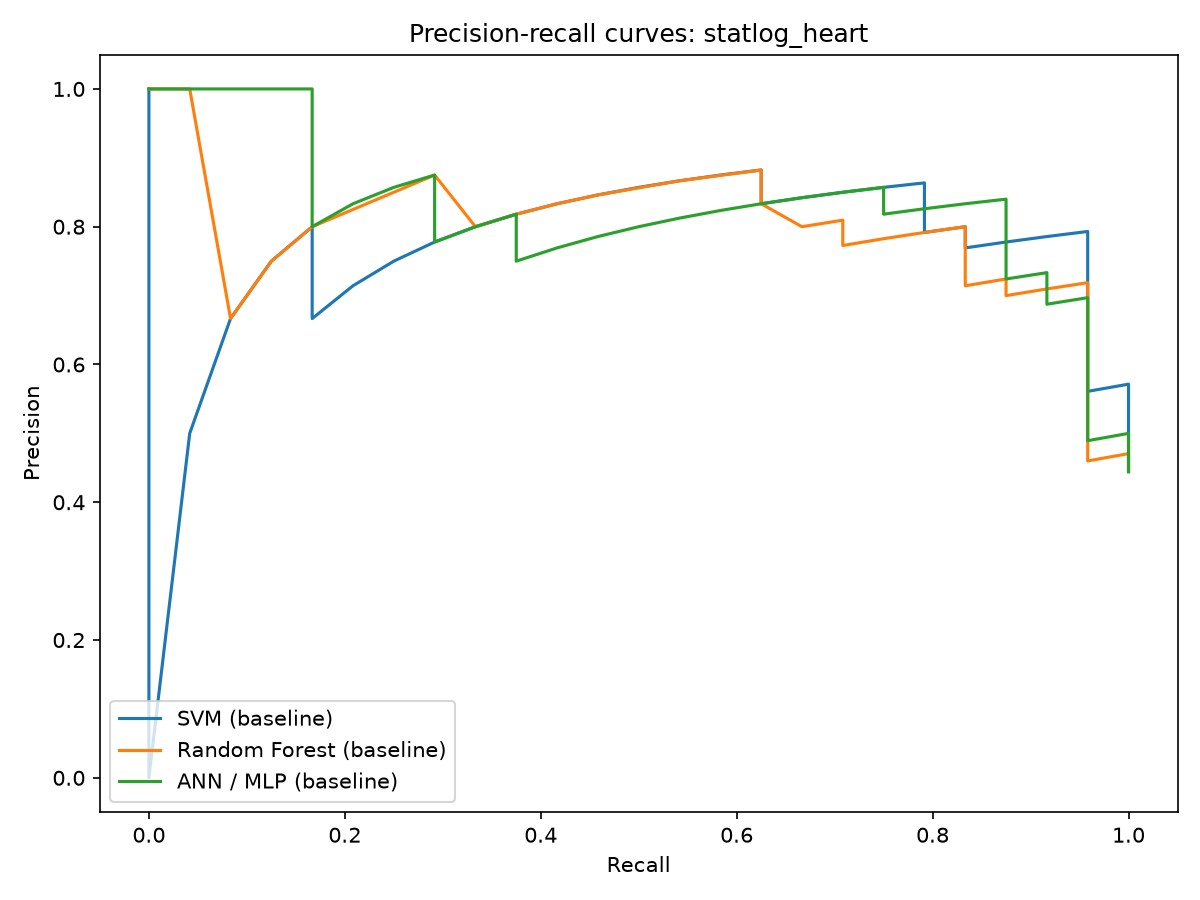 Precision-recall curves: statlog_heart
1.0
0.8
0.6
0.4
0.2
0.0
Precision
SVM (baseline)
Random Forest (baseline)
ANN / MLP (baseline)
0.0 0.2 0.4 0.6 0.8 1.0
Recall